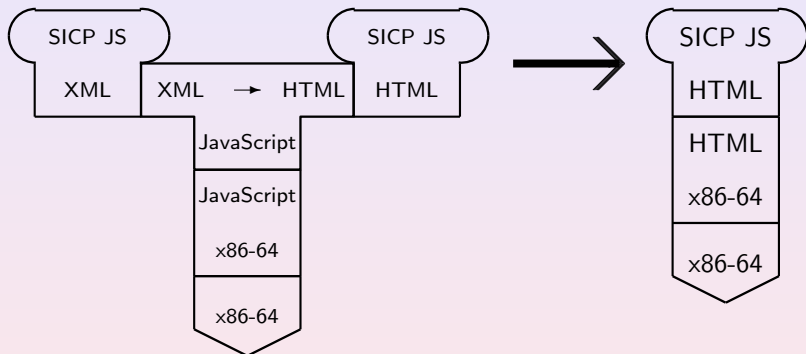 SICP JS
SICP JS
SICP JS
XML
XML → HTML
HTML
HTML
JavaScript
HTML
JavaScript
x86-64
x86-64
x86-64
x86-64